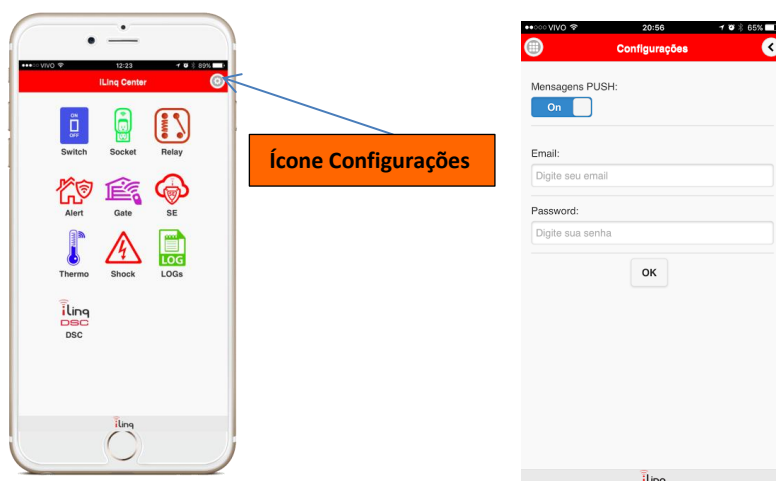 VIVO 12:23 89%
iLinq Center
ON
OFF
WAVE
Switch Socket Relay
Alert Gate SE
LOG
Thermo Shock LOGs
iLinq
DSC
DSC
iLinq
Ícone Configurações
VIVO 20:56 65%
Configurações
Mensagens PUSH:
On
Email:
Digite seu email
Password:
Digite sua senha
OK
iLinq